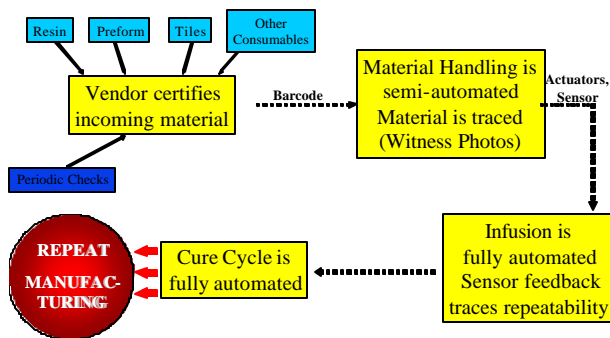 Resin
Preform
Tiles
Other
Consumables
Vendor certifies
incoming material
Periodic Checks
Barcode
Material Handling is
semi-automated
Material is traced
(Witness Photos)
Actuators,
Sensor
Infusion is
fully automated
Sensor feedback
traces repeatability
Cure Cycle is
fully automated
REPEAT
MANUFAC-
TURING